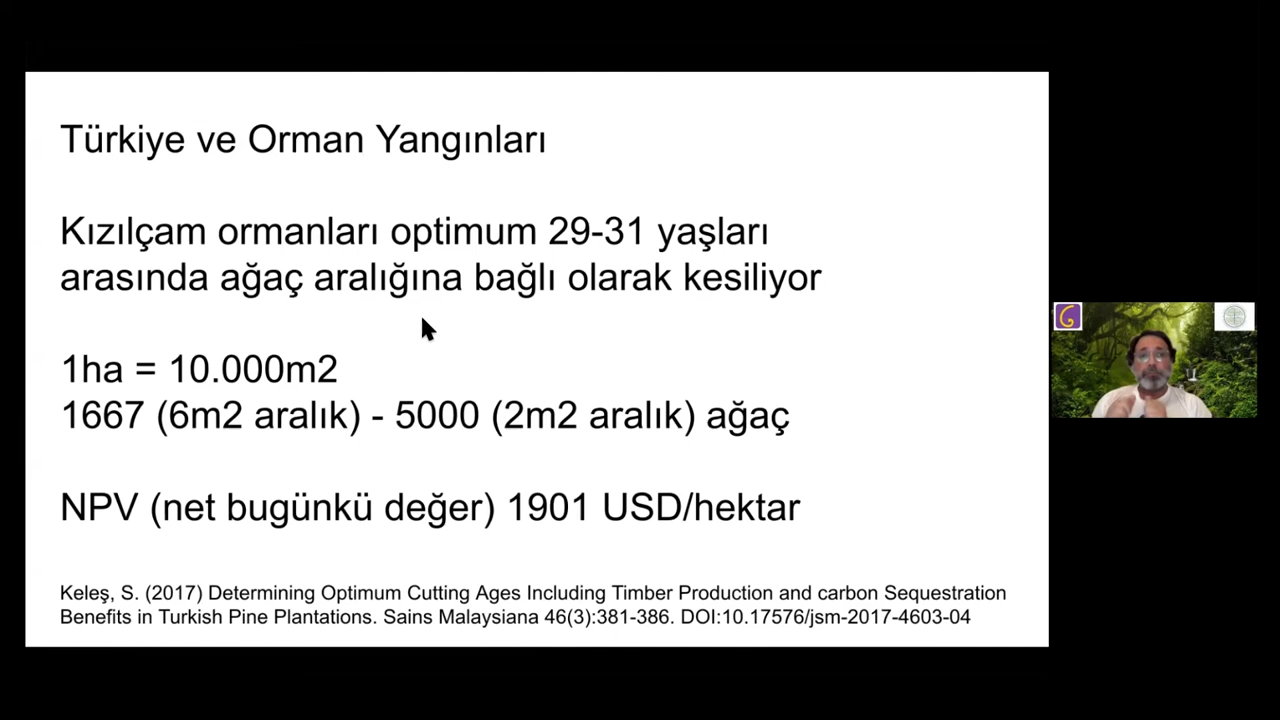 Türkiye ve Orman Yangınları
Kızılçam ormanları optimum 29-31 yaşları
arasında ağaç aralığına bağlı olarak kesiliyor
1ha = 10.000m2
1667 (6m2 aralık) - 5000 (2m2 aralık) ağaç
NPV (net bugünkü değer) 1901 USD/hektar
Keleş, S. (2017) Determining Optimum Cutting Ages Including Timber Production and carbon Sequestration
Benefits in Turkish Pine Plantations. Sains Malaysiana 46(3):381-386. DOI:10.17576/jsm-2017-4603-04